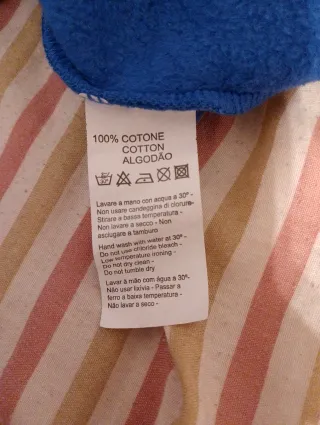 100% COTONE
COTTON
ALGODÃO
Lavare a mano con acqua a 30° -
Non usare candeggina di cloruro-
Stirare a bassa temperatura -
Non lavare a secco - Non
asciugare a tamburo
Hand wash with water at 30° -
Do not use chloride bleach -
Low temperature ironing -
Do not dry clean -
Do not tumble dry
Lavar à mão com água a 30°-
Não usar lixivia - Passar a
ferro a baixa temperatura -
Não lavar a seco -